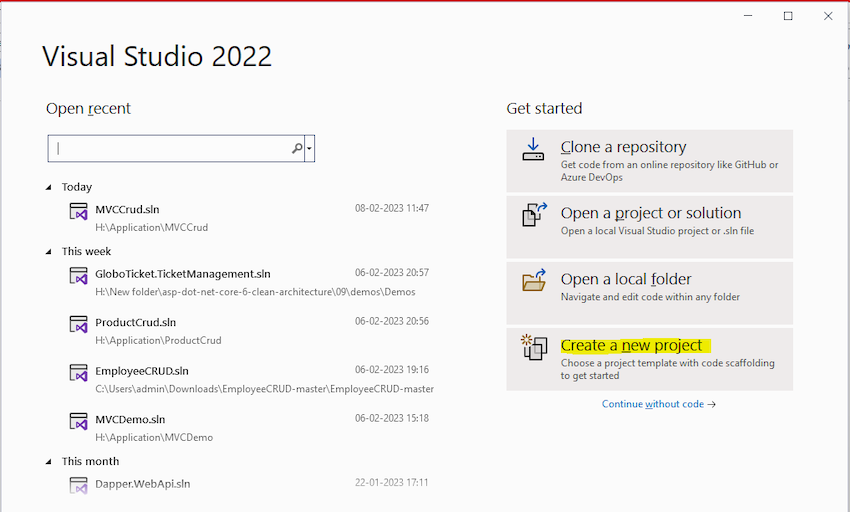 Visual Studio 2022
Open recent
Today
MVCCrud.sln 08-02-2023 11:47
H:\Application\MVCCrud
This week
GloboTicket.TicketManagement.sln 06-02-2023 20:57
H:\New folder\asp-dot-net-core-6-clean-architecture\09\demos\Demos
ProductCrud.sln 06-02-2023 20:56
H:\Application\ProductCrud
EmployeeCRUD.sln 06-02-2023 19:16
C:\Users\admin\Downloads\EmployeeCRUD-master\EmployeeCRUD-master
MVCDemo.sln 06-02-2023 15:18
H:\Application\MVCDemo
This month
Dapper.WebApi.sln 22-01-2023 17:11
Get started
Clone a repository
Get code from an online repository like GitHub or
Azure DevOps
Open a project or solution
Open a local Visual Studio project or .sln file
Open a local folder
Navigate and edit code within any folder
Create a new project
Choose a project template with code scaffolding
to get started
Continue without code →